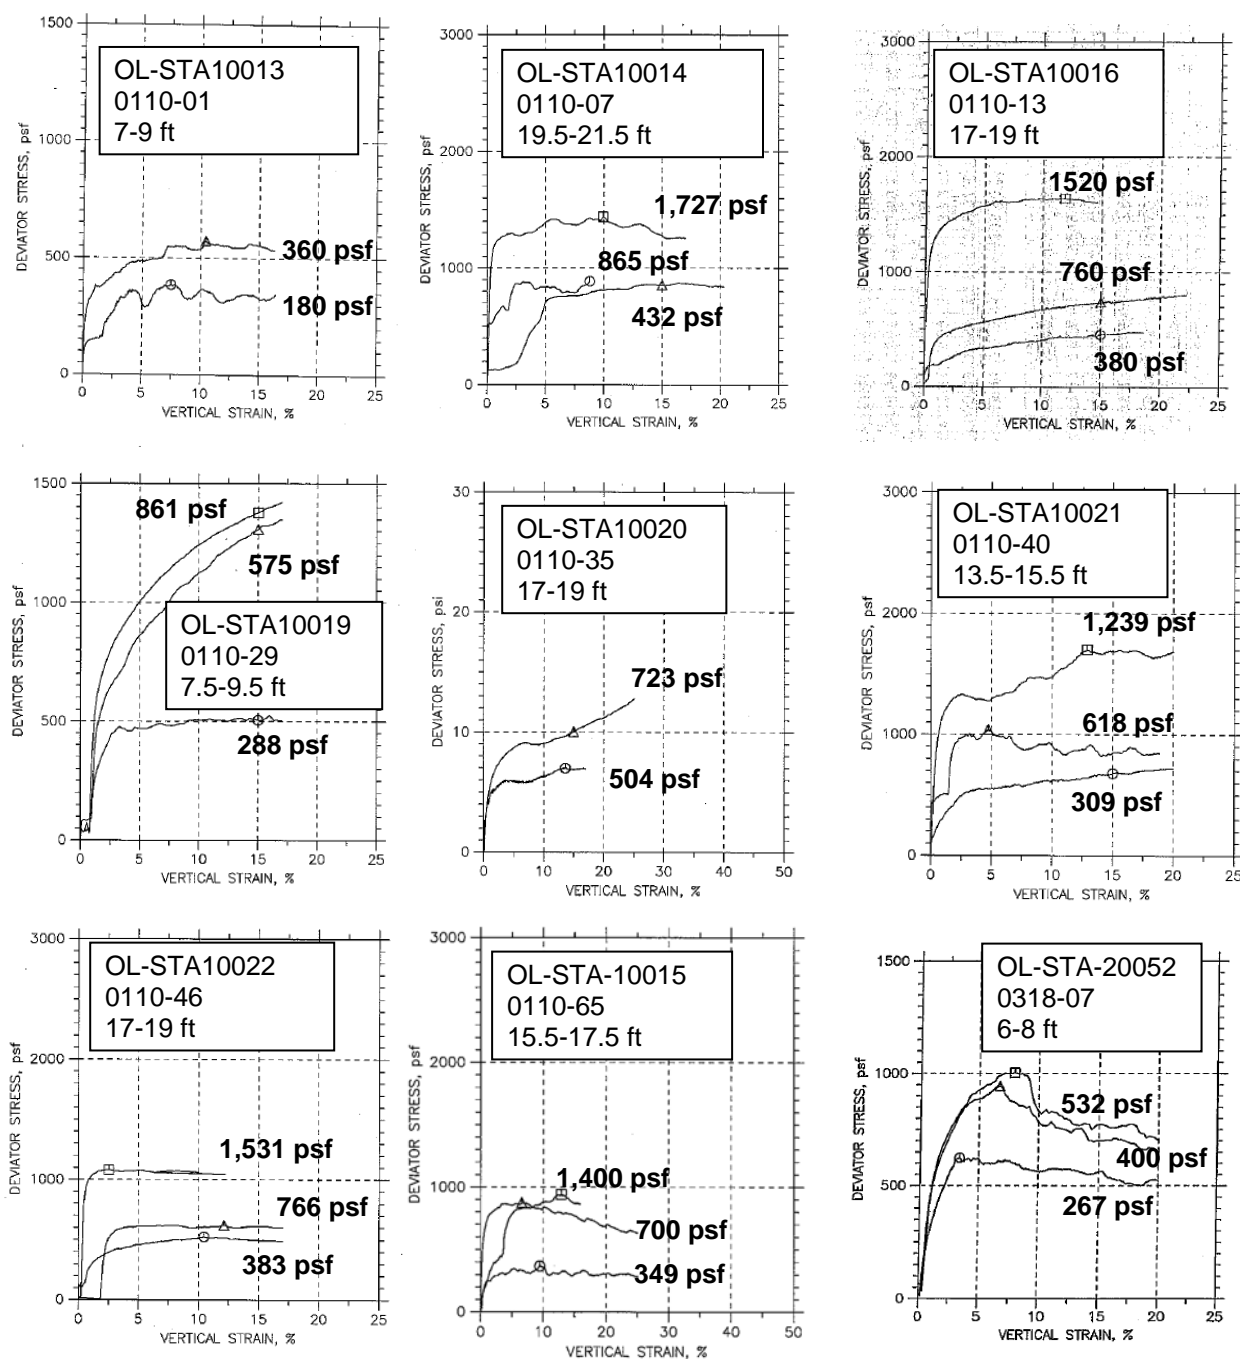 1500
1000
500
0
DEVIATOR STRESS, psf
OL-STA10013
0110-01
7-9 ft
360 psf
180 psf
0 5 10 15 20 25
VERTICAL STRAIN, %
3000
2000
1000
0
DEVIATOR STRESS, psf
OL-STA10014
0110-07
19.5-21.5 ft
1,727 psf
865 psf
432 psf
0 5 10 15 20 25
VERTICAL STRAIN, %
3000
2000
1000
0
DEVIATOR STRESS, psf
OL-STA10016
0110-13
17-19 ft
1520 psf
760 psf
380 psf
0 5 10 15 20 25
VERTICAL STRAIN, %
1500
1000
500
0
DEVIATOR STRESS, psf
861 psf
575 psf
OL-STA10019
0110-29
7.5-9.5 ft
288 psf
0 5 10 15 20 25
VERTICAL STRAIN, %
30
20
10
0
DEVIATOR STRESS, psi
OL-STA10020
0110-35
17-19 ft
723 psf
504 psf
0 10 20 30 40 50
VERTICAL STRAIN, %
3000
2000
1000
0
DEVIATOR STRESS, psf
OL-STA10021
0110-40
13.5-15.5 ft
1,239 psf
618 psf
309 psf
0 5 10 15 20 25
VERTICAL STRAIN, %
3000
2000
1000
0
DEVIATOR STRESS, psf
OL-STA10022
0110-46
17-19 ft
1,531 psf
766 psf
383 psf
0 5 10 15 20 25
VERTICAL STRAIN, %
3000
2000
1000
0
DEVIATOR STRESS, psf
OL-STA-10015
0110-65
15.5-17.5 ft
1,400 psf
700 psf
349 psf
0 10 20 30 40 50
VERTICAL STRAIN, %
1500
1000
500
0
DEVIATOR STRESS, psf
OL-STA-20052
0318-07
6-8 ft
532 psf
400 psf
267 psf
0 5 10 15 20 25
VERTICAL STRAIN, %